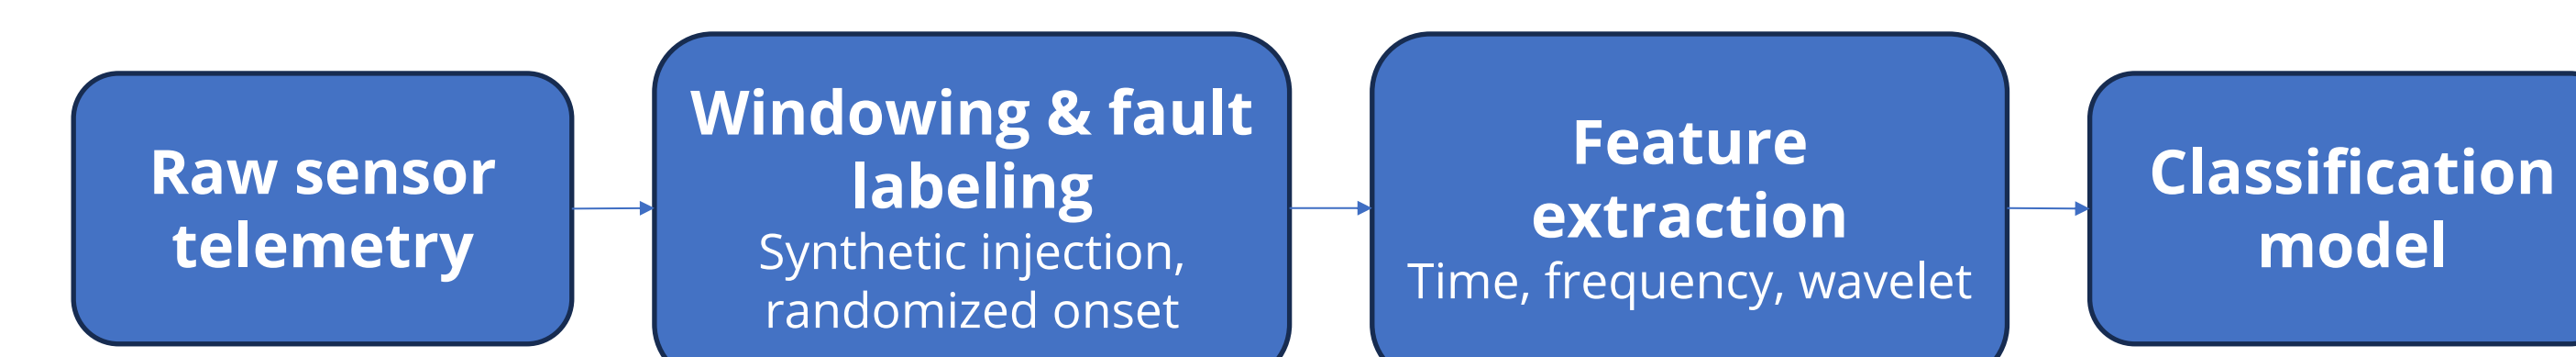 Raw sensor
telemetry
Windowing & fault
labeling
Synthetic injection,
randomized onset
Feature
extraction
Time, frequency, wavelet
Classification
model